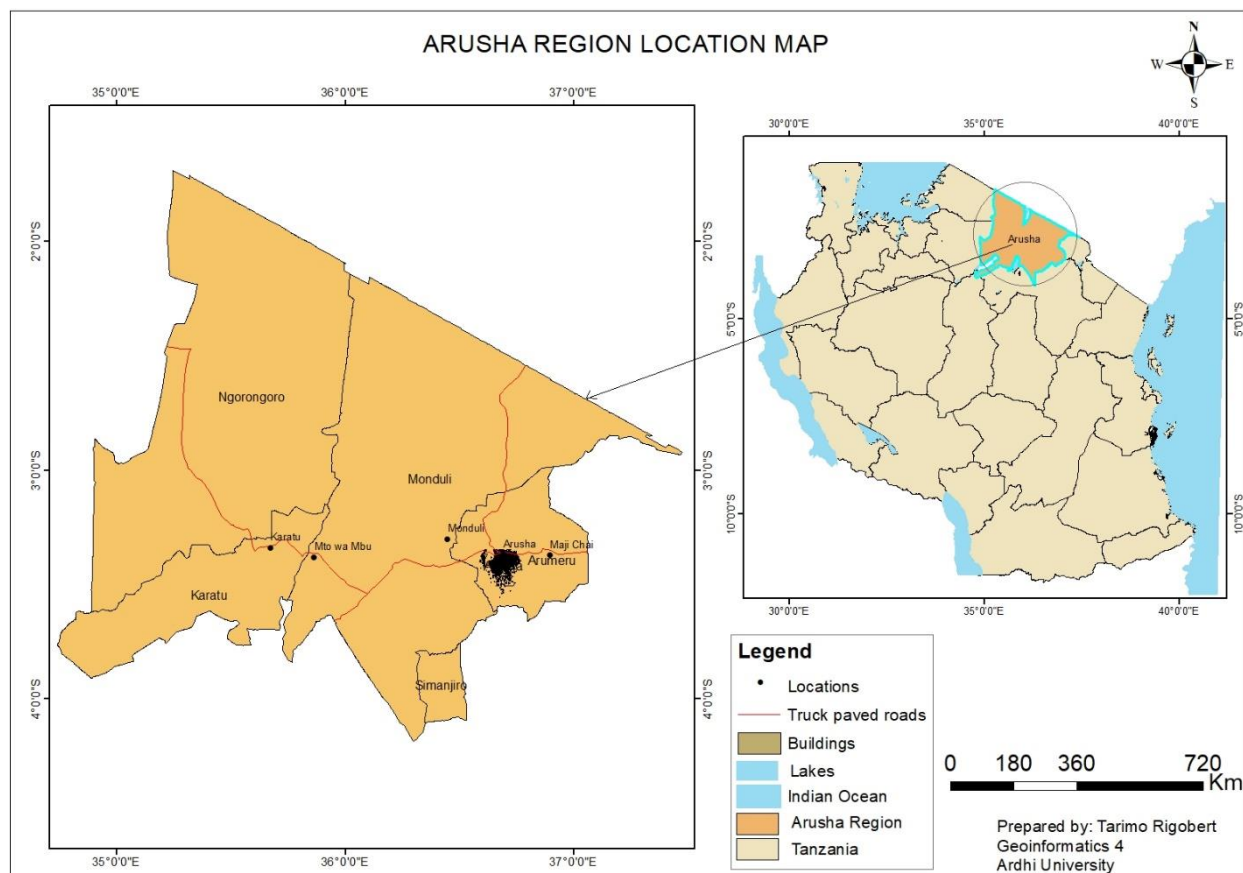 ARUSHA REGION LOCATION MAP
N
W
E
S
35°0'0"E
36°0'0"E
37°0'0"E
2°0'0"S
3°0'0"S
4°0'0"S
2°0'0"S
3°0'0"S
4°0'0"S
Ngorongoro
Monduli
Karatu
Mto wa Mbu
Monduli
Arusha
Maji Chai
Arumeru
Karatu
Simanjiro
35°0'0"E
36°0'0"E
37°0'0"E
30°0'0"E
35°0'0"E
40°0'0"E
Arusha
5°0'0"S
5°0'0"S
10°0'0"S
10°0'0"S
30°0'0"E
35°0'0"E
40°0'0"E
Legend
Locations
Truck paved roads
Buildings
Lakes
Indian Ocean
Arusha Region
Tanzania
0 180 360 720
Km
Prepared by: Tarimo Rigobert
Geoinformatics 4
Ardhi University